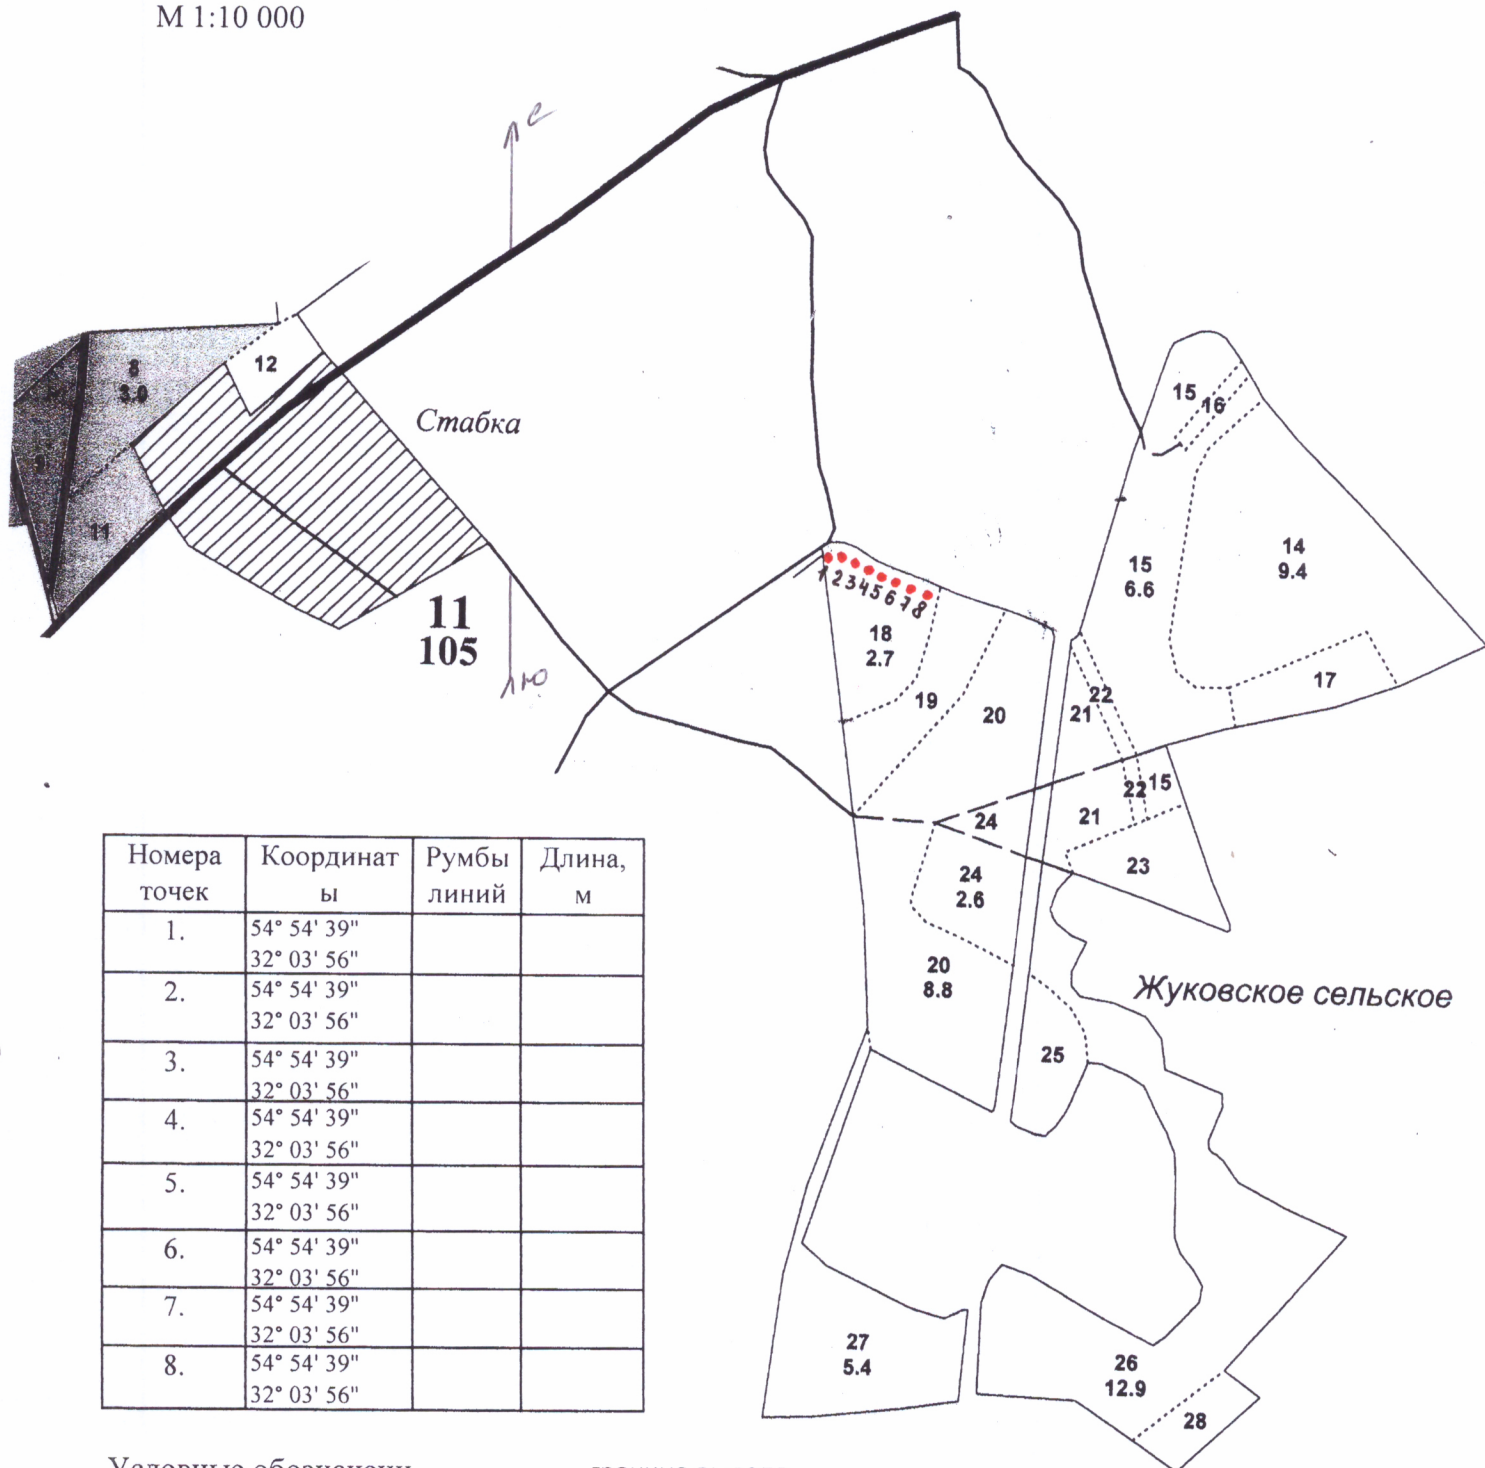 М 1:10 000
С
12
8
3.0
Стабка
11
15
16
14
9.4
15
6.6
1 2 3 4 5 6 7 8
11
105
18
2.7
Ю
17
19
20
22
21
22
15
21
24
23
24
2.6
20
8.8
Жуковское сельское
25
27
5.4
26
12.9
28
Номера точек
Координат ы
Румбы линий
Длина, м
1.
54° 54' 39"
32° 03' 56"
2.
54° 54' 39"
32° 03' 56"
3.
54° 54' 39"
32° 03' 56"
4.
54° 54' 39"
32° 03' 56"
5.
54° 54' 39"
32° 03' 56"
6.
54° 54' 39"
32° 03' 56"
7.
54° 54' 39"
32° 03' 56"
8.
54° 54' 39"
32° 03' 56"
Условные обозначени